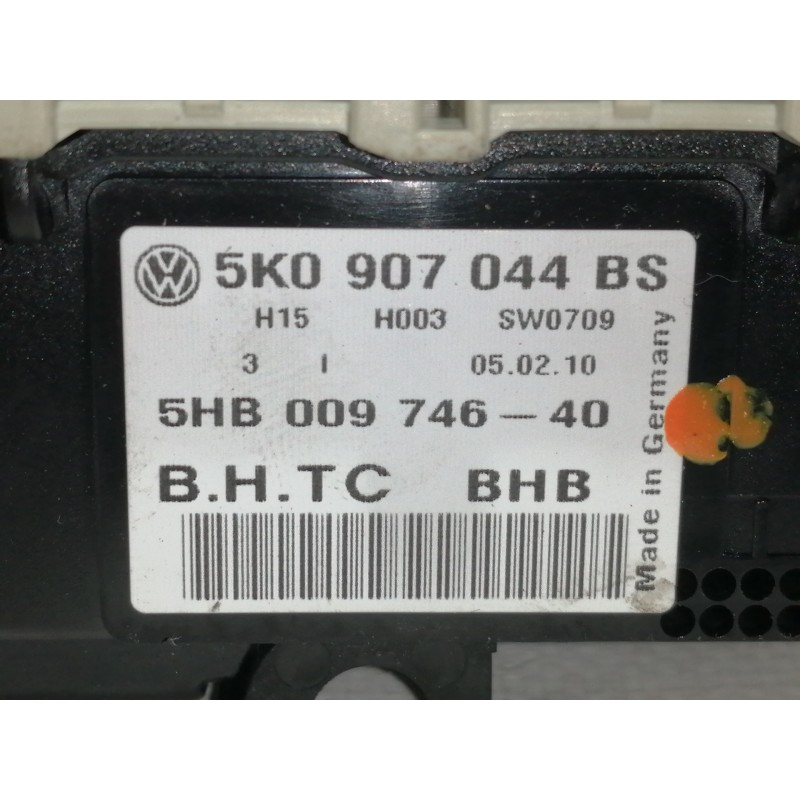 5K0 907 044 BS
H15 H003 SW0709
3 I 05.02.10
5HB 009 746-40
B.H.TC BHB
Made in Germany